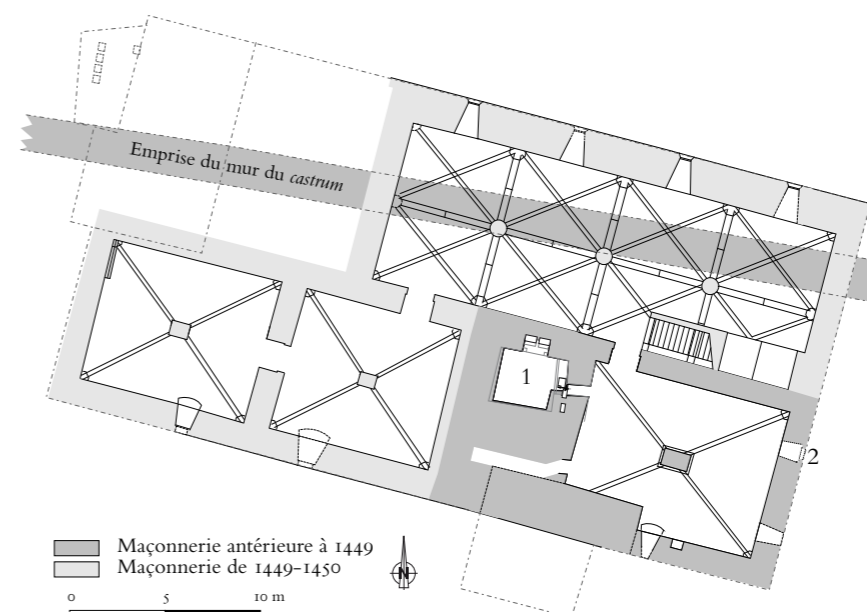 Emprise du mur du castrum
1
2
Maçonnerie antérieure à 1449
Maçonnerie de 1449-1450
N
0 5 10 m